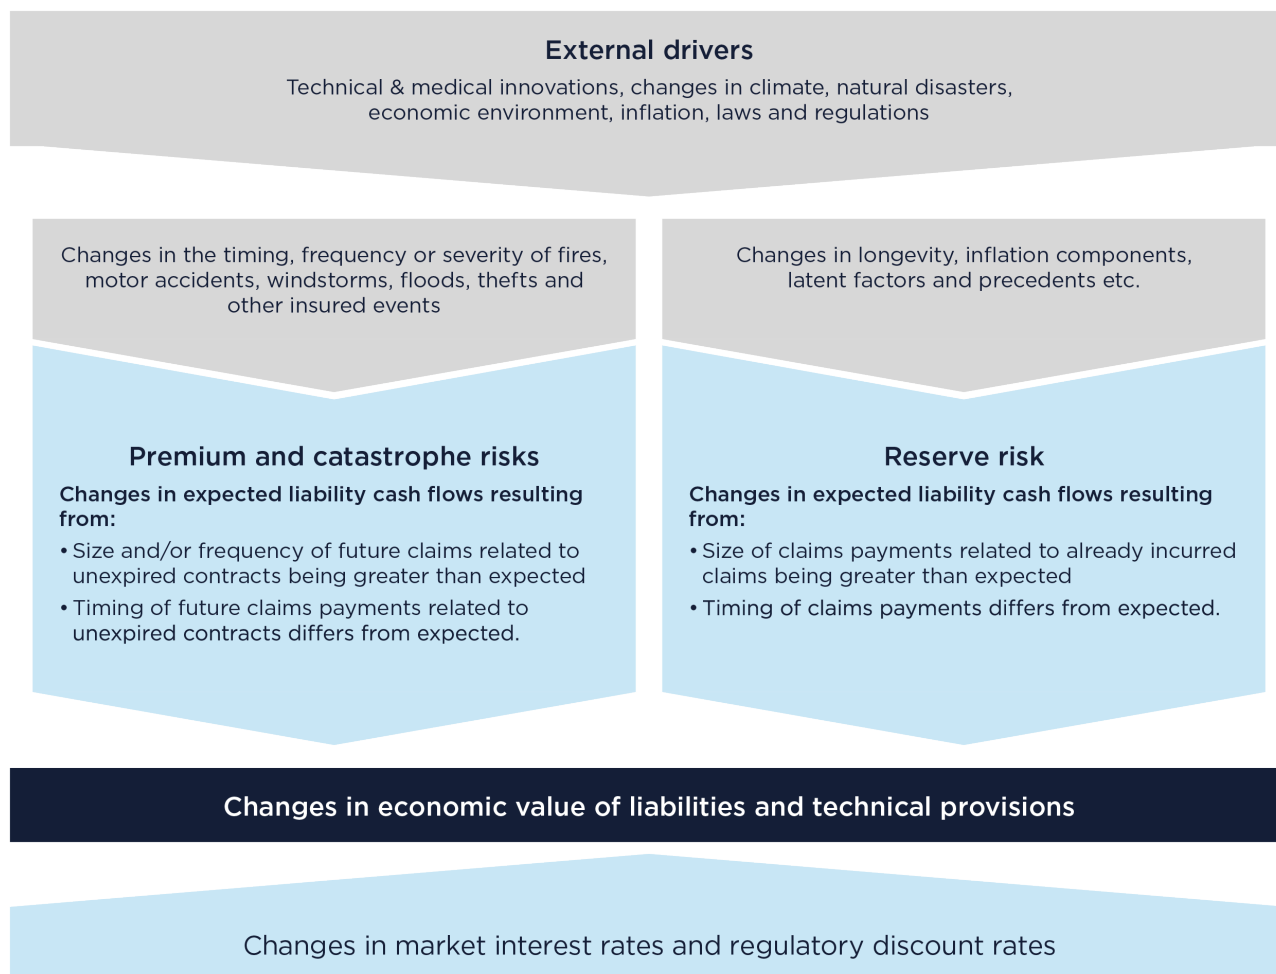 External drivers
Technical & medical innovations, changes in climate, natural disasters,
economic environment, inflation, laws and regulations
Changes in the timing, frequency or severity of fires,
motor accidents, windstorms, floods, thefts and
other insured events
Changes in longevity, inflation components,
latent factors and precedents etc.
Premium and catastrophe risks
Changes in expected liability cash flows resulting
from:
• Size and/or frequency of future claims related to
unexpired contracts being greater than expected
• Timing of future claims payments related to
unexpired contracts differs from expected.
Reserve risk
Changes in expected liability cash flows resulting
from:
• Size of claims payments related to already incurred
claims being greater than expected
• Timing of claims payments differs from expected.
Changes in economic value of liabilities and technical provisions
Changes in market interest rates and regulatory discount rates